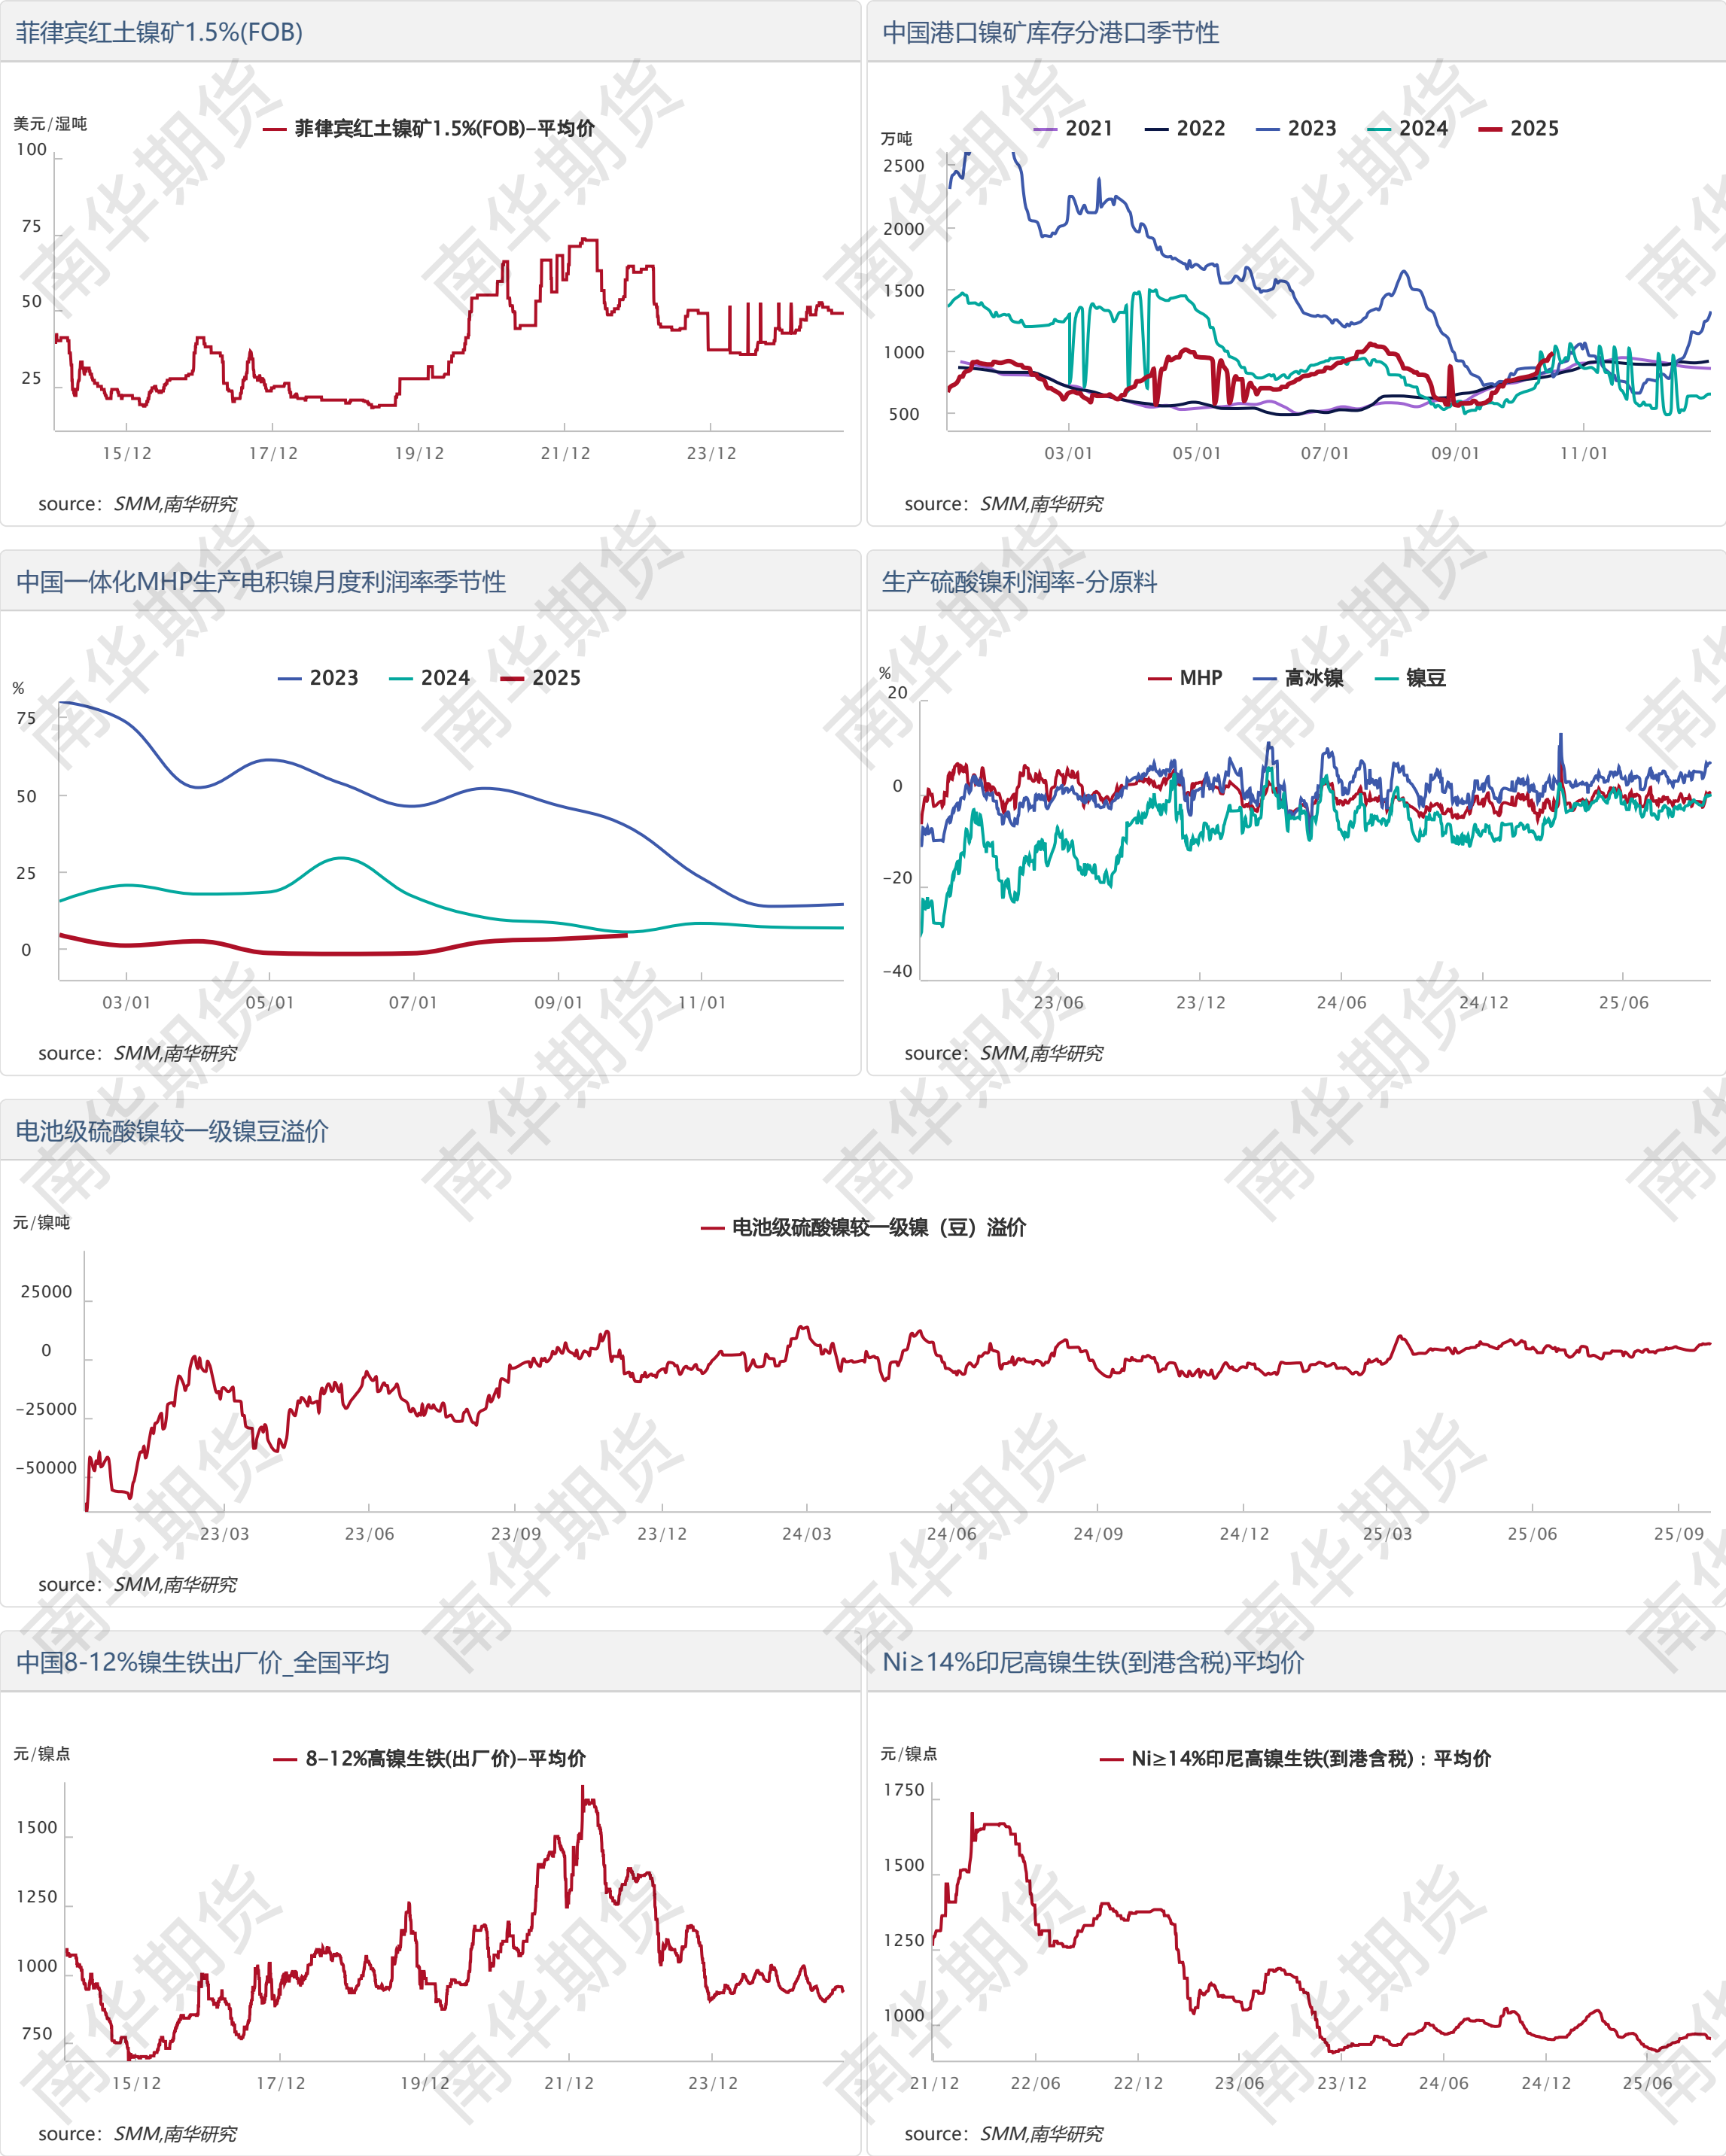 菲律宾红土镍矿1.5%(FOB)
美元/湿吨
菲律宾红土镍矿1.5%(FOB)-平均价
100
75
50
25
15/12 17/12 19/12 21/12 23/12
source：SMM,南华研究
中国港口镍矿库存分港口季节性
万吨
2021 2022 2023 2024 2025
2500
2000
1500
1000
500
03/01 05/01 07/01 09/01 11/01
source：SMM,南华研究
中国一体化MHP生产电积镍月度利润率季节性
%
2023 2024 2025
75
50
25
0
03/01 05/01 07/01 09/01 11/01
source：SMM,南华研究
生产硫酸镍利润率-分原料
%
MHP 高冰镍 镍豆
20
0
-20
-40
23/06 23/12 24/06 24/12 25/06
source：SMM,南华研究
电池级硫酸镍较一级镍豆溢价
元/镍吨
电池级硫酸镍较一级镍（豆）溢价
25000
0
-25000
-50000
23/03 23/06 23/09 23/12 24/03 24/06 24/09 24/12 25/03 25/06 25/09
source：SMM,南华研究
中国8-12%镍生铁出厂价_全国平均
元/镍点
8-12%高镍生铁(出厂价)-平均价
1500
1250
1000
750
15/12 17/12 19/12 21/12 23/12
source：SMM,南华研究
Ni≥14%印尼高镍生铁(到港含税)平均价
元/镍点
Ni≥14%印尼高镍生铁(到港含税)：平均价
1750
1500
1250
1000
21/12 22/06 22/12 23/06 23/12 24/06 24/12 25/06
source：SMM,南华研究
南华期货